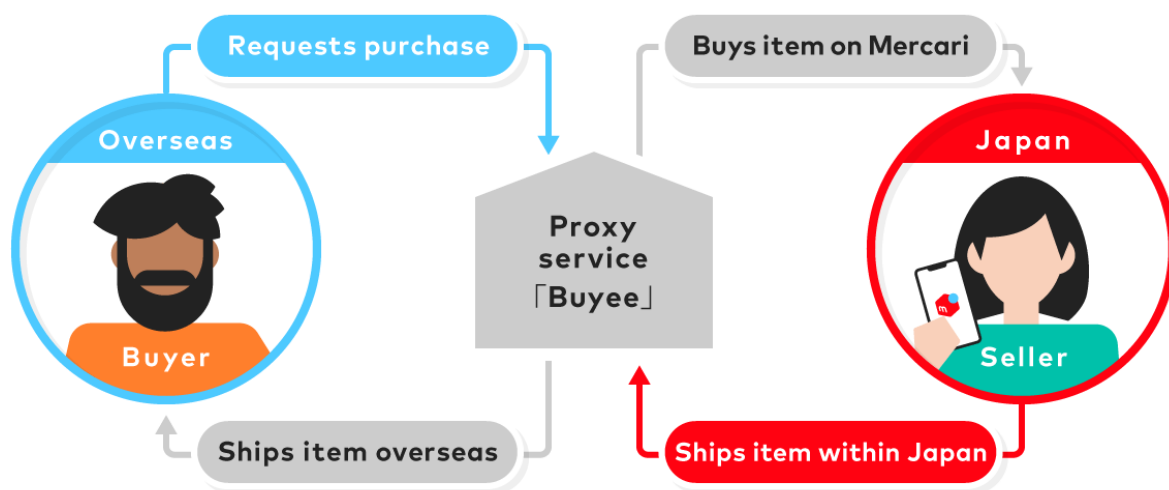 Requests purchase
Buys item on Mercari
Overseas
Japan
Proxy
service
「Buyee」
Buyer
Seller
Ships item overseas
Ships item within Japan